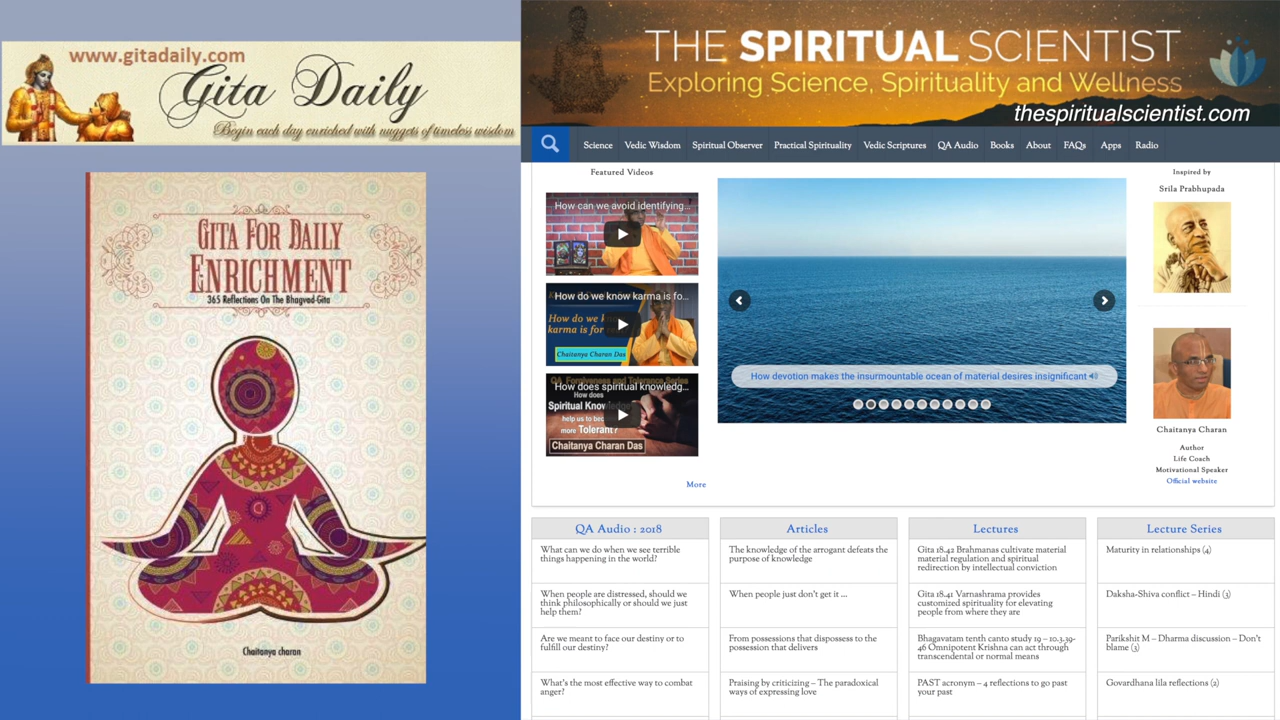 www.gitadaily.com
Gita Daily
Begin each day enriched with nuggets of timeless wisdom
GITA FOR DAILY
ENRICHMENT
365 Reflections On The Bhagvad-Gita
Chaitanya charan
THE SPIRITUAL SCIENTIST
Exploring Science, Spirituality and Wellness
thespiritualscientist.com
Science Vedic Wisdom Spiritual Observer Practical Spirituality Vedic Scriptures QA Audio Books About FAQs Apps Radio
Featured Videos
How can we avoid identifying...
How do we know karma is fo...
How do we k
karma is for
Chaitanya Charan Das
QA Forgiveness and Tolerance Series
How does spiritual knowledg...
How does
Spiritual Know
help us to bec
more Tolerant?
Chaitanya Charan Das
More
How devotion makes the insurmountable ocean of material desires insignificant
Inspired by
Srila Prabhupada
Chaitanya Charan
Author
Life Coach
Motivational Speaker
Official website
QA Audio : 2018
What can we do when we see terrible
things happening in the world?
When people are distressed, should we
think philosophically or should we just
help them?
Are we meant to face our destiny or to
fulfill our destiny?
What's the most effective way to combat
anger?
Articles
The knowledge of the arrogant defeats the
purpose of knowledge
When people just don't get it ...
From possessions that dispossess to the
possession that delivers
Praising by criticizing – The paradoxical
ways of expressing love
Lectures
Gita 18.42 Brahmanas cultivate material
material regulation and spiritual
redirection by intellectual conviction
Gita 18.41 Varnashrama provides
customized spirituality for elevating
people from where they are
Bhagavatam tenth canto study 19 – 10.3.39-
46 Omnipotent Krishna can act through
transcendental or normal means
PAST acronym – 4 reflections to go past
your past
Lecture Series
Maturity in relationships (4)
Daksha-Shiva conflict – Hindi (3)
Parikshit M – Dharma discussion – Don't
blame (3)
Govardhana lila reflections (2)